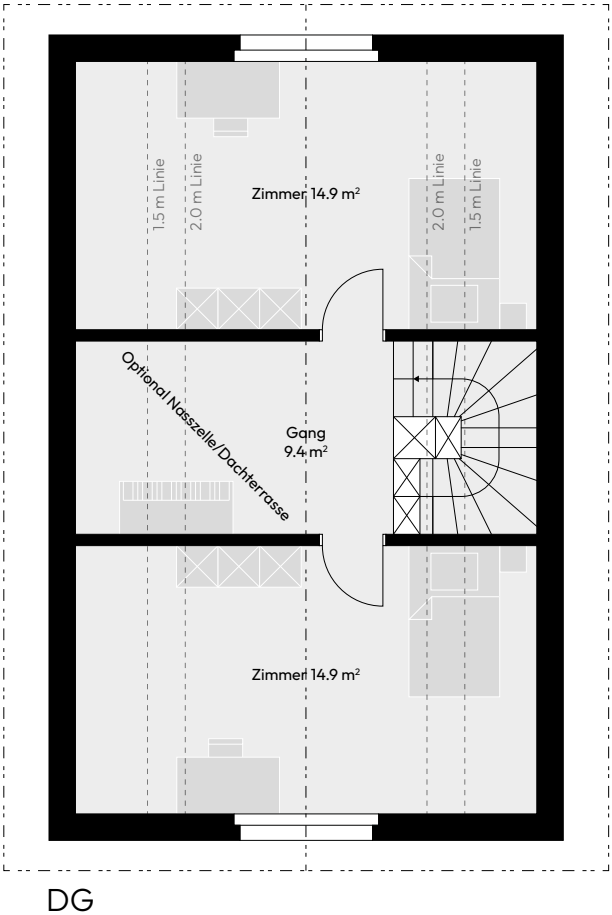 1.5 m Linie
2.0 m Linie
Zimmer 14.9 m²
2.0 m Linie
1.5 m Linie
Optional Nasszelle/Dachterrasse
Gang
9.4 m²
Zimmer 14.9 m²
DG